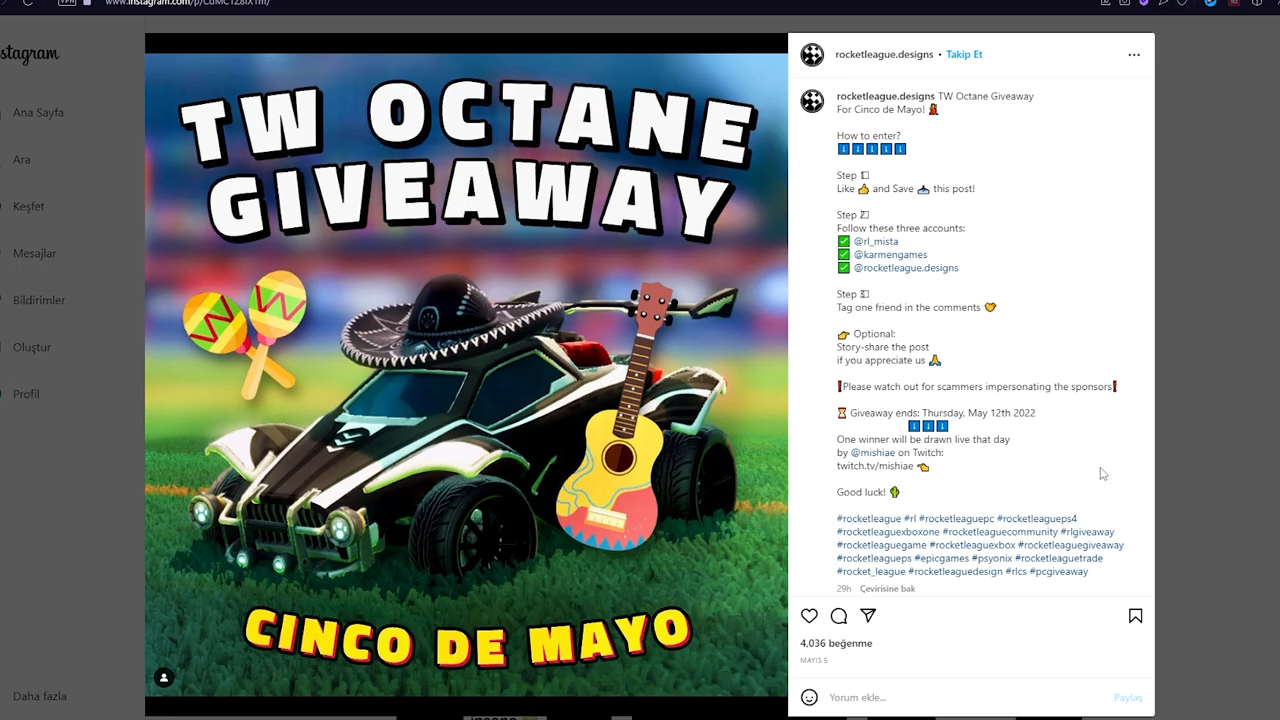 www.instagram.com/p/
stagram
Ana Sayfa
Ara
Keşfet
Mesajlar
Bildirimler
Oluştur
Profil
Daha fazla
TW OCTANE
GIVEAWAY
CINCO DE MAYO
rocketleague.designs • Takip Et
rocketleague.designs TW Octane Giveaway
For Cinco de Mayo! 💃
How to enter?
⬇️⬇️⬇️⬇️⬇️
Step 1
Like 👍 and Save 📥 this post!
Step 2
Follow these three accounts:
✅ @rl_mista
✅ @karmengames
✅ @rocketleague.designs
Step 3
Tag one friend in the comments 🤝
👉 Optional:
Story-share the post
if you appreciate us 🙏
❗Please watch out for scammers impersonating the sponsors❗
⏳ Giveaway ends: Thursday, May 12th 2022
⬇️⬇️⬇️
One winner will be drawn live that day
by @mishiae on Twitch:
twitch.tv/mishiae 👈
Good luck! 🌵
#rocketleague #rl #rocketleaguepc #rocketleagueps4
#rocketleaguexboxone #rocketleaguecommunity #rlgiveaway
#rocketleaguegame #rocketleaguexbox #rocketleaguegiveaway
#rocketleagueps #epicgames #psyonix #rocketleaguetrade
#rocket_league #rocketleaguedesign #rlcs #pcgiveaway
29h Çevirisine bak
4,036 beğenme
MAYIS 5
Yorum ekle...
Paylaş